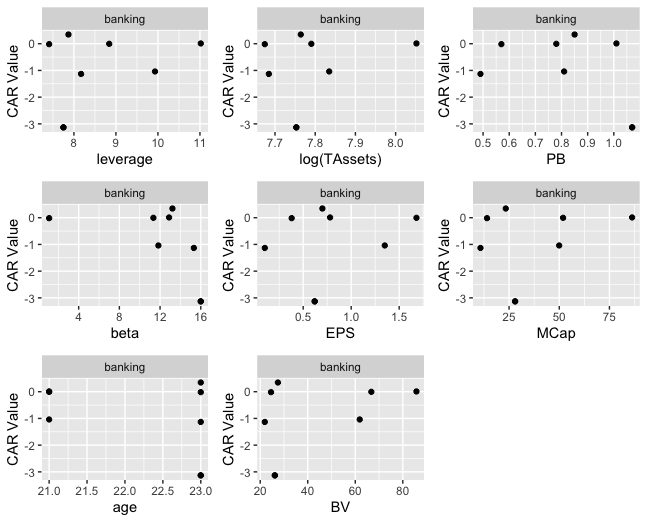 banking banking banking
CAR Value 0 -1 -2 -3 CAR Value 0 -1 -2 -3 CAR Value 0 -1 -2 -3
8 9 10 11 7.7 7.8 7.9 8.0 0.5 0.6 0.7 0.8 0.9 1.0
leverage log(TAssets) PB
banking banking banking
CAR Value 0 -1 -2 -3 CAR Value 0 -1 -2 -3 CAR Value 0 -1 -2 -3
4 8 12 16 0.5 1.0 1.5 25 50 75
beta EPS MCap
banking banking
CAR Value 0 -1 -2 -3 CAR Value 0 -1 -2 -3
21.0 21.5 22.0 22.5 23.0 20 40 60 80
age BV